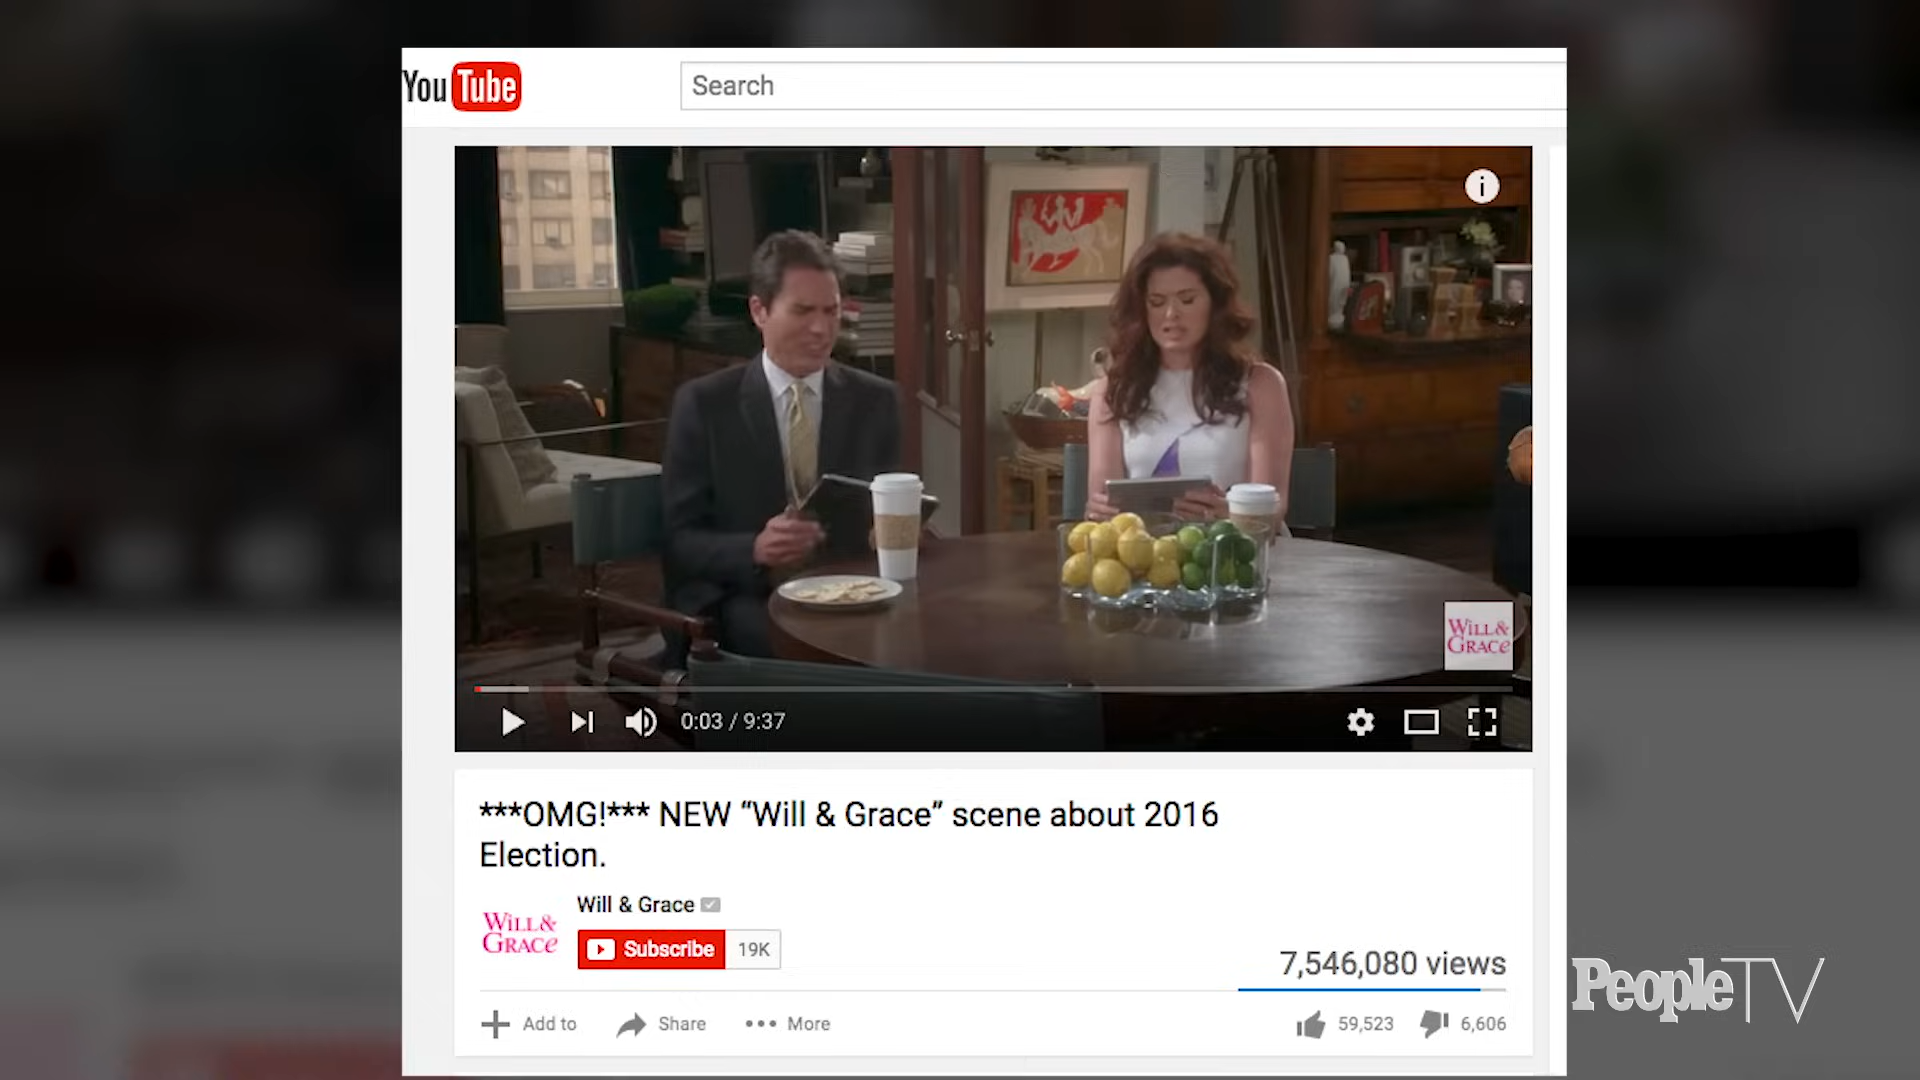 YouTube
Search
i
WILL&
GRACE
0:03 / 9:37
***OMG!*** NEW “Will & Grace” scene about 2016
Election.
Will & Grace
WILL&
GRACE
Subscribe 19K
7,546,080 views
Add to Share More 59,523 6,606
PeopleTV